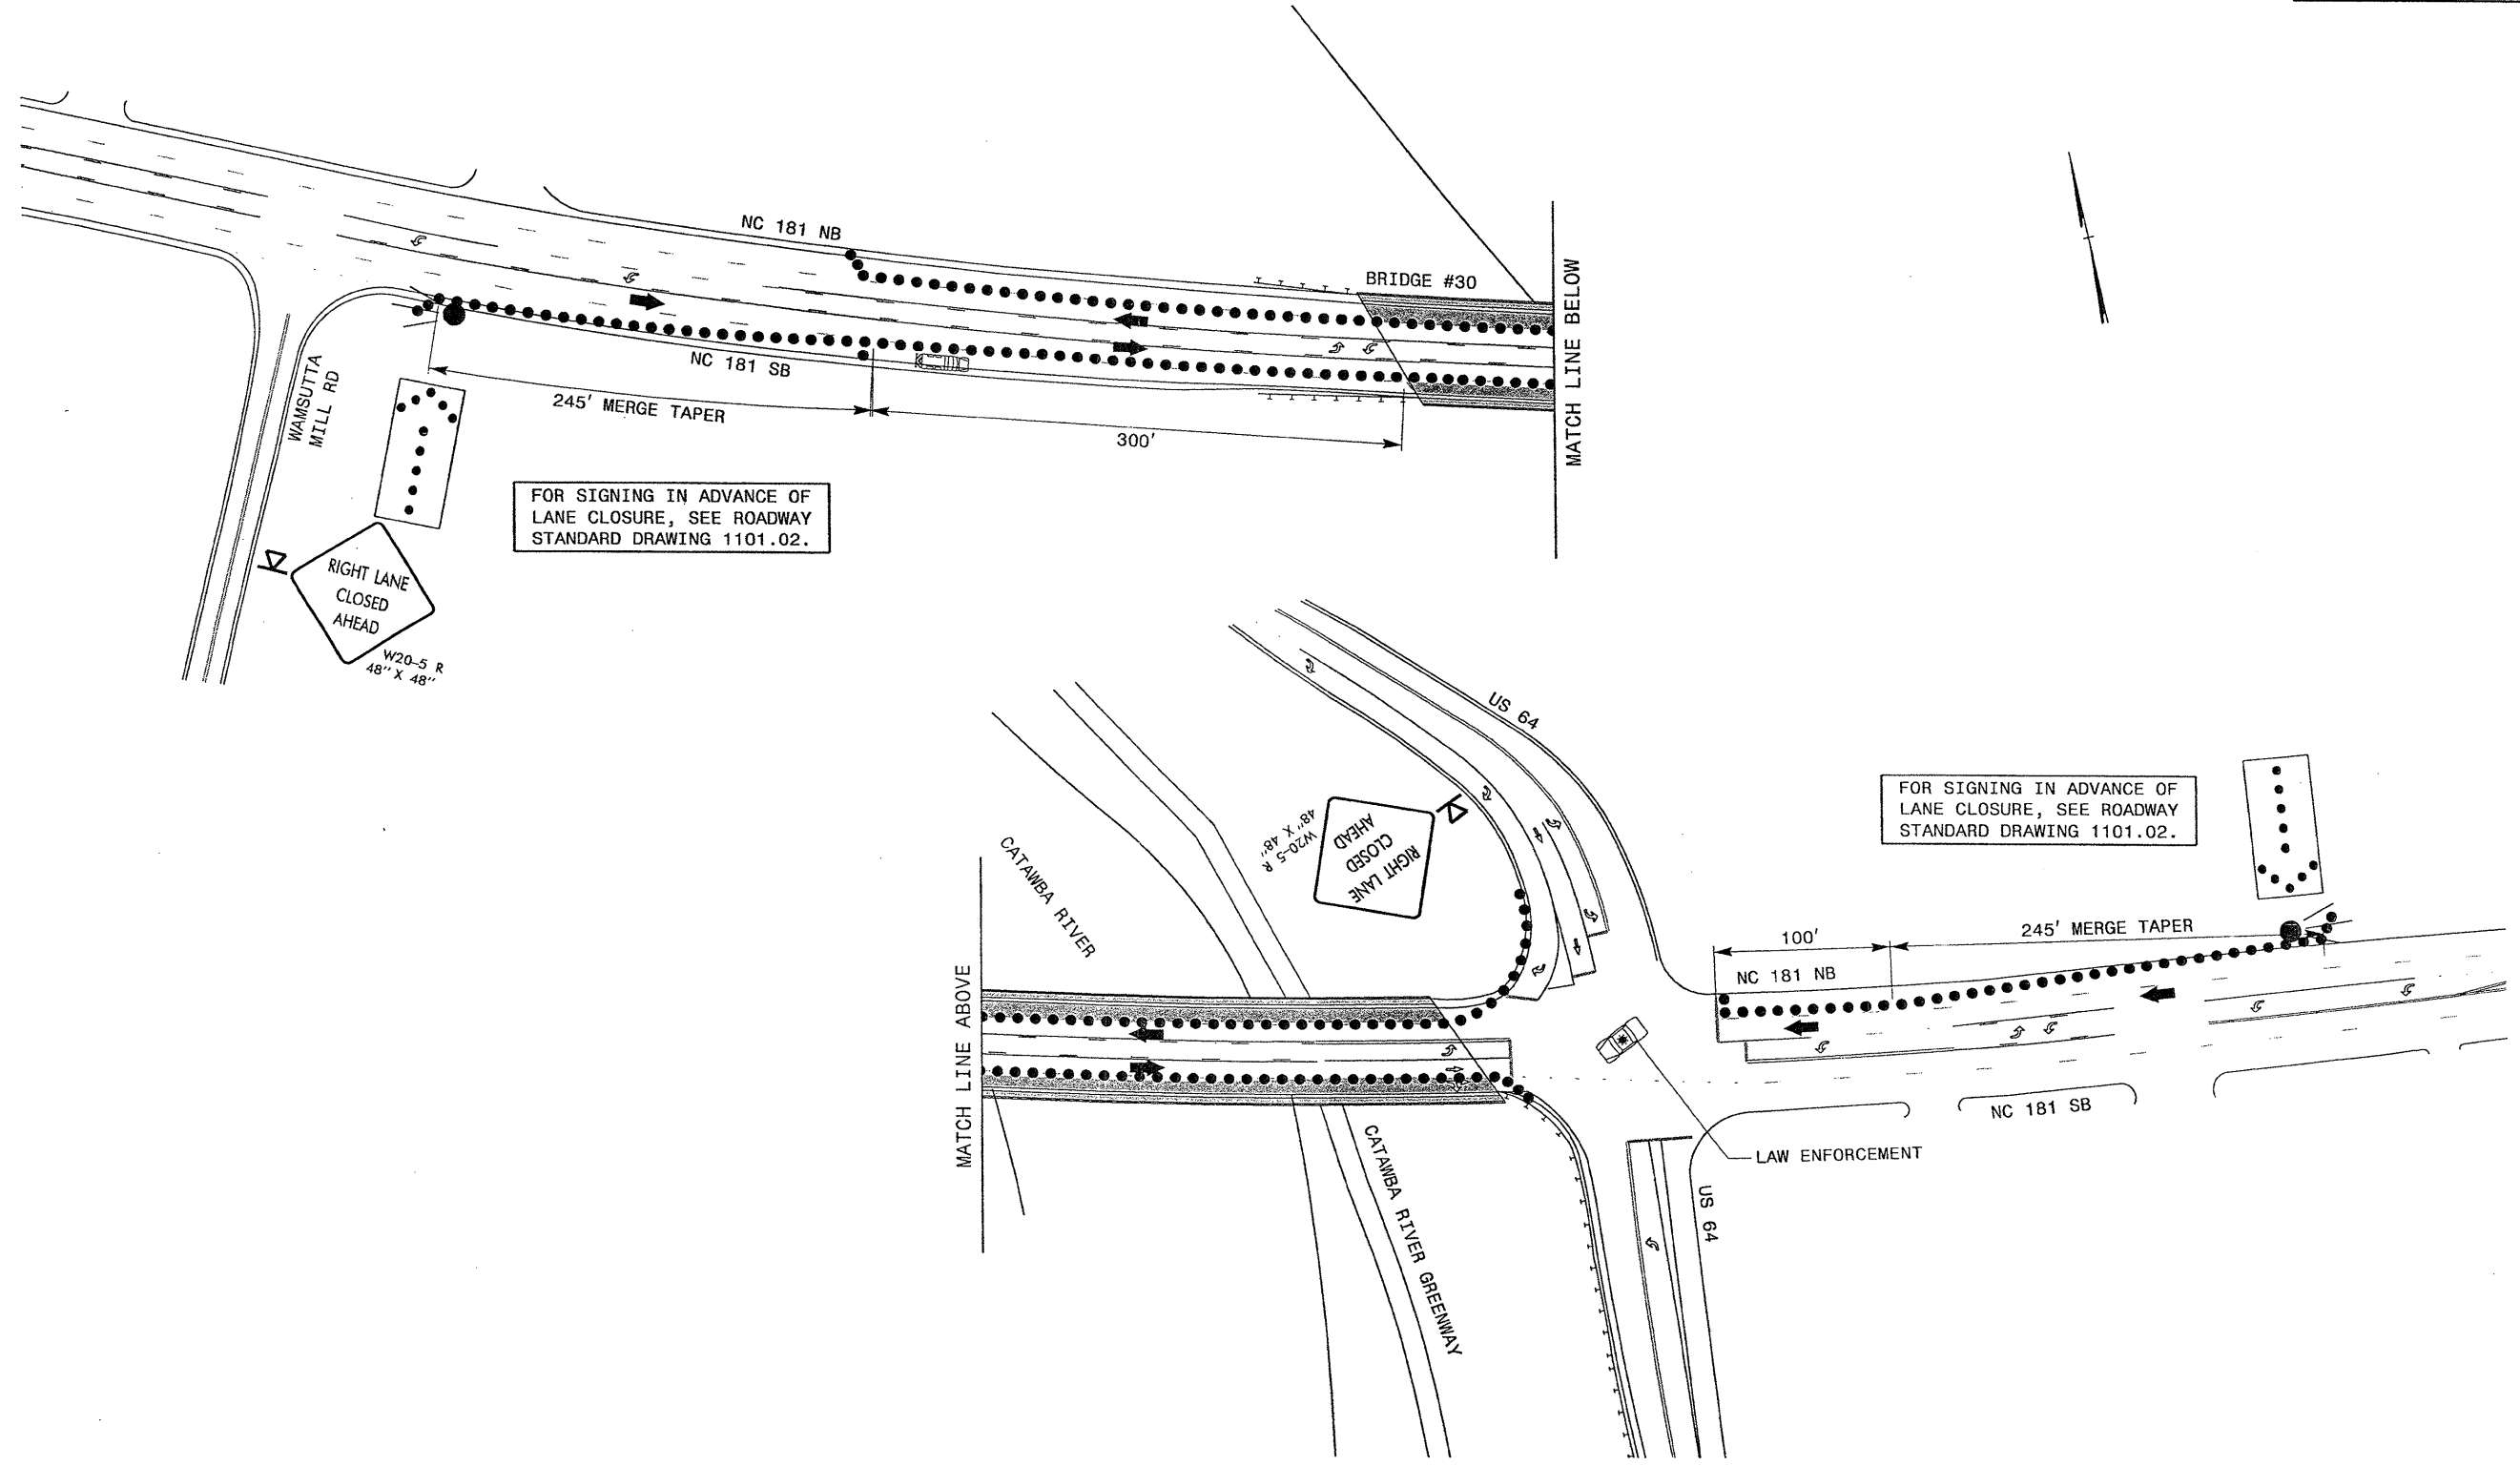 NC 181 NB
BRIDGE #30
MATCH LINE BELOW
NC 181 SB
245' MERGE TAPER
300'
WAMSUTTA
MILL RD
FOR SIGNING IN ADVANCE OF
LANE CLOSURE, SEE ROADWAY
STANDARD DRAWING 1101.02.
RIGHT LANE
CLOSED
AHEAD
W20-5 R
48'' X 48''
US 64
RIGHT LANE
CLOSED
AHEAD
W20-5 R
48'' X 48''
CATAWBA RIVER
MATCH LINE ABOVE
FOR SIGNING IN ADVANCE OF
LANE CLOSURE, SEE ROADWAY
STANDARD DRAWING 1101.02.
100'
245' MERGE TAPER
NC 181 NB
NC 181 SB
LAW ENFORCEMENT
US 64
CATAWBA RIVER GREENWAY